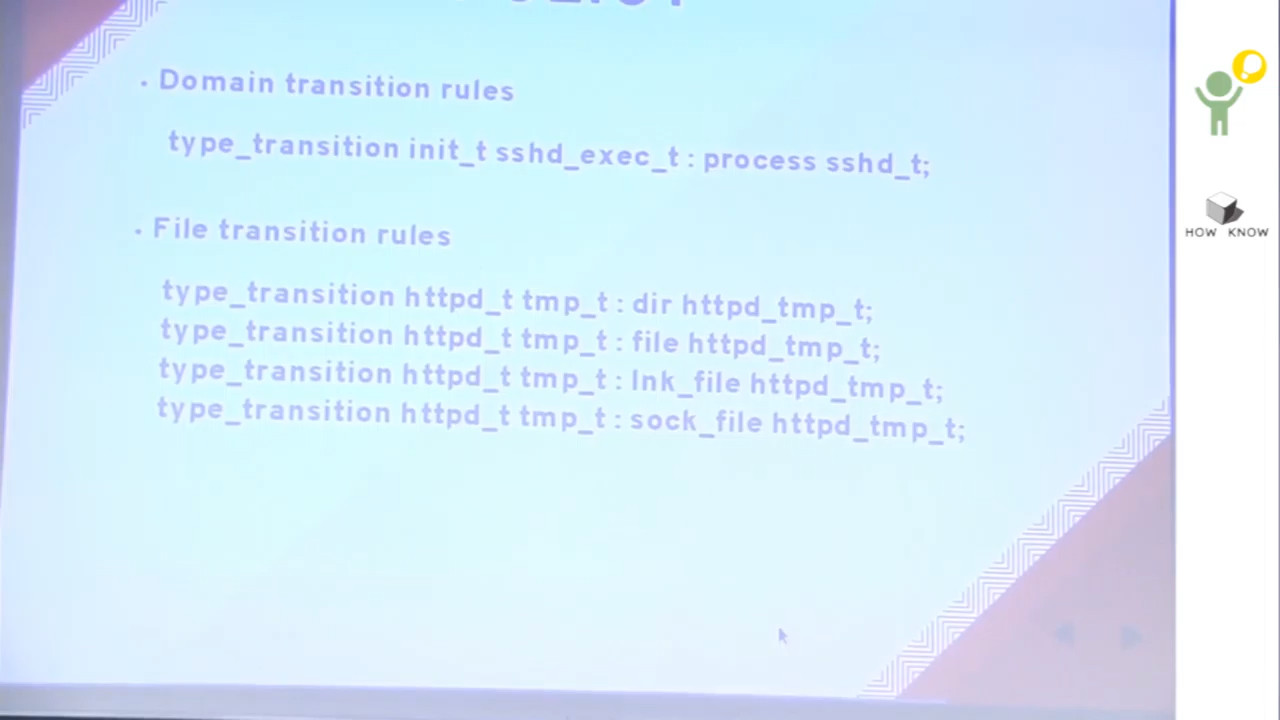 . Domain transition rules
type_transition init_t sshd_exec_t : process sshd_t;
. File transition rules
type_transition httpd_t tmp_t : dir httpd_tmp_t;
type_transition httpd_t tmp_t : file httpd_tmp_t;
type_transition httpd_t tmp_t : lnk_file httpd_tmp_t;
type_transition httpd_t tmp_t : sock_file httpd_tmp_t;
HOW KNOW